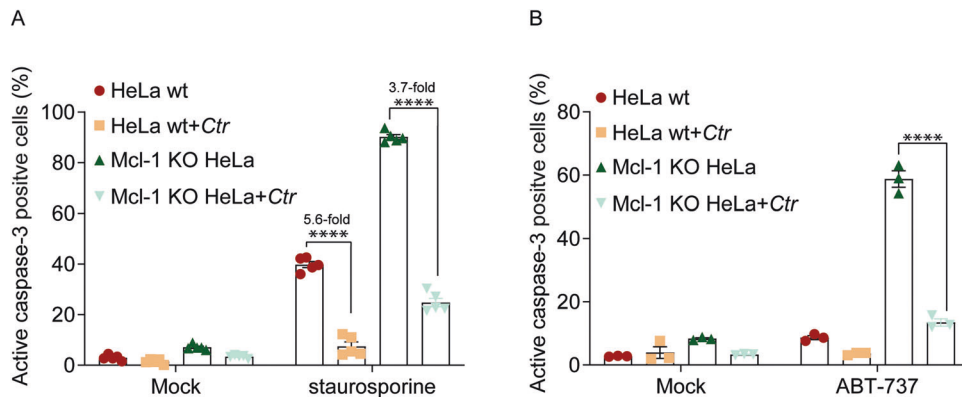 A
Active caspase-3 positve cells (%)
HeLa wt
HeLa wt+Ctr
Mcl-1 KO HeLa
Mcl-1 KO HeLa+Ctr
100
80
60
40
20
0
5.6-fold
****
3.7-fold
****
Mock
staurosporine
B
Active caspase-3 positve cells (%)
HeLa wt
HeLa wt+Ctr
Mcl-1 KO HeLa
Mcl-1 KO HeLa+Ctr
80
60
40
20
0
****
Mock
ABT-737